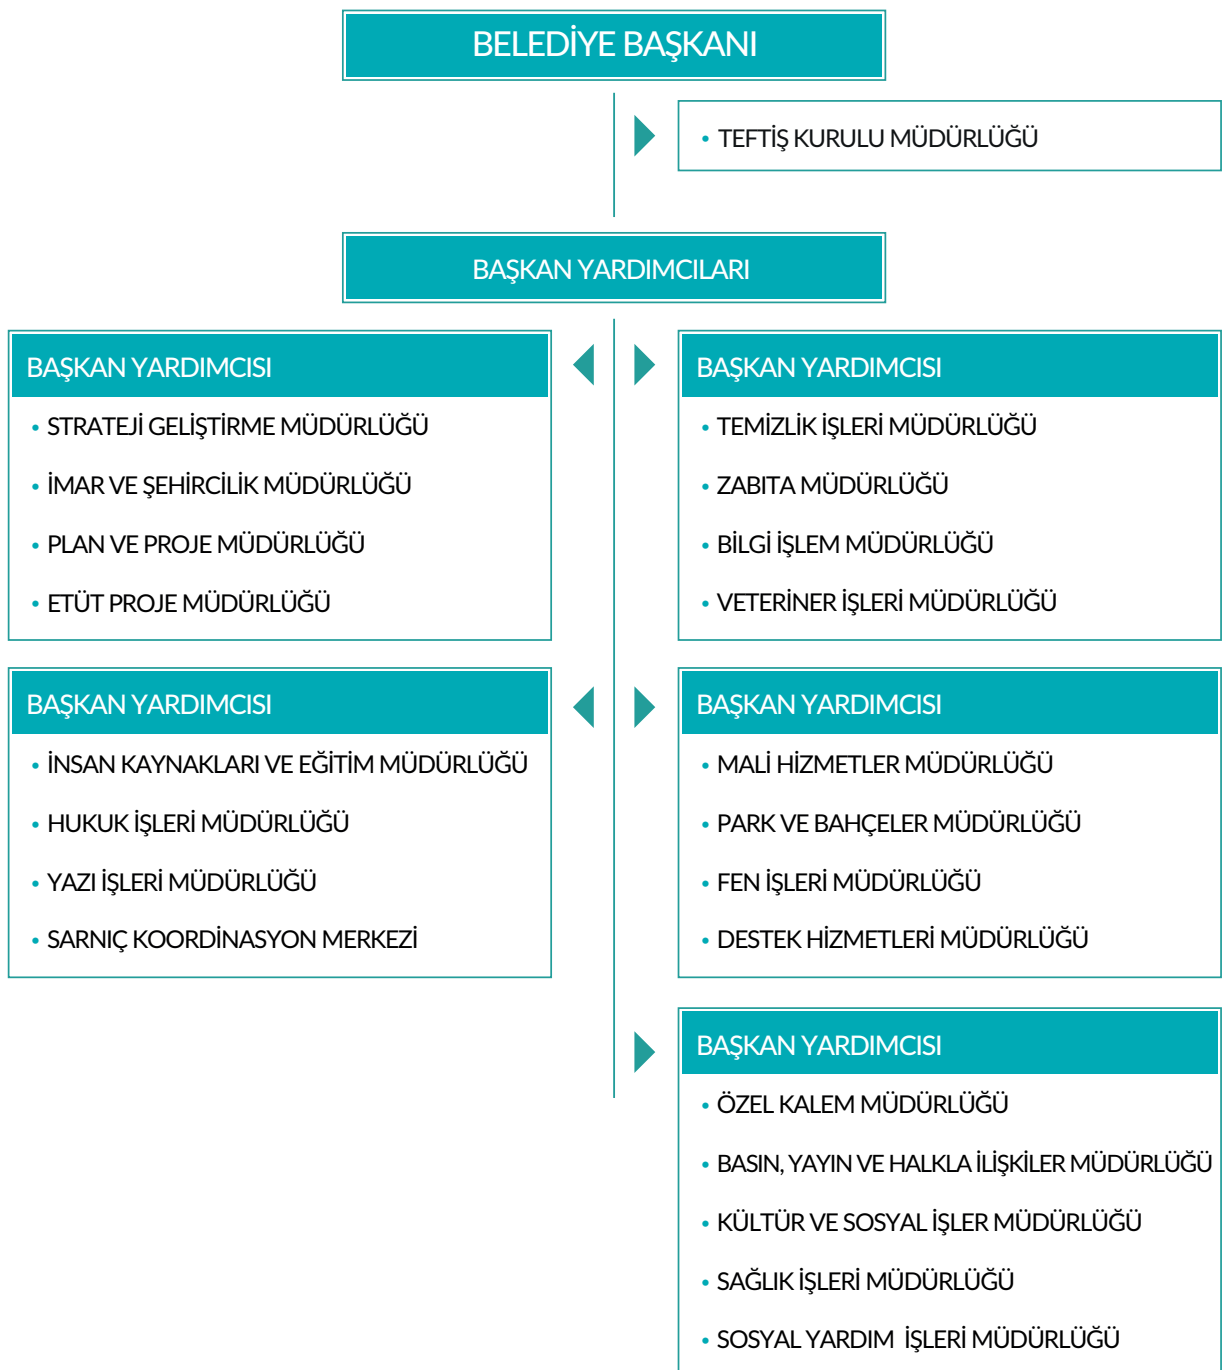 BELEDİYE BAŞKANI
• TEFTİŞ KURULU MÜDÜRLÜĞÜ
BAŞKAN YARDIMCILARI
BAŞKAN YARDIMCISI
• STRATEJİ GELİŞTİRME MÜDÜRLÜĞÜ
• İMAR VE ŞEHİRCİLİK MÜDÜRLÜĞÜ
• PLAN VE PROJE MÜDÜRLÜĞÜ
• ETÜT PROJE MÜDÜRLÜĞÜ
BAŞKAN YARDIMCISI
• TEMİZLİK İŞLERİ MÜDÜRLÜĞÜ
• ZABITA MÜDÜRLÜĞÜ
• BİLGİ İŞLEM MÜDÜRLÜĞÜ
• VETERİNER İŞLERİ MÜDÜRLÜĞÜ
BAŞKAN YARDIMCISI
• İNSAN KAYNAKLARI VE EĞİTİM MÜDÜRLÜĞÜ
• HUKUK İŞLERİ MÜDÜRLÜĞÜ
• YAZI İŞLERİ MÜDÜRLÜĞÜ
• SARNIÇ KOORDİNASYON MERKEZİ
BAŞKAN YARDIMCISI
• MALİ HİZMETLER MÜDÜRLÜĞÜ
• PARK VE BAHÇELER MÜDÜRLÜĞÜ
• FEN İŞLERİ MÜDÜRLÜĞÜ
• DESTEK HİZMETLERİ MÜDÜRLÜĞÜ
BAŞKAN YARDIMCISI
• ÖZEL KALEM MÜDÜRLÜĞÜ
• BASIN, YAYIN VE HALKLA İLİŞKİLER MÜDÜRLÜĞÜ
• KÜLTÜR VE SOSYAL İŞLER MÜDÜRLÜĞÜ
• SAĞLIK İŞLERİ MÜDÜRLÜĞÜ
• SOSYAL YARDIM  İŞLERİ MÜDÜRLÜĞÜ